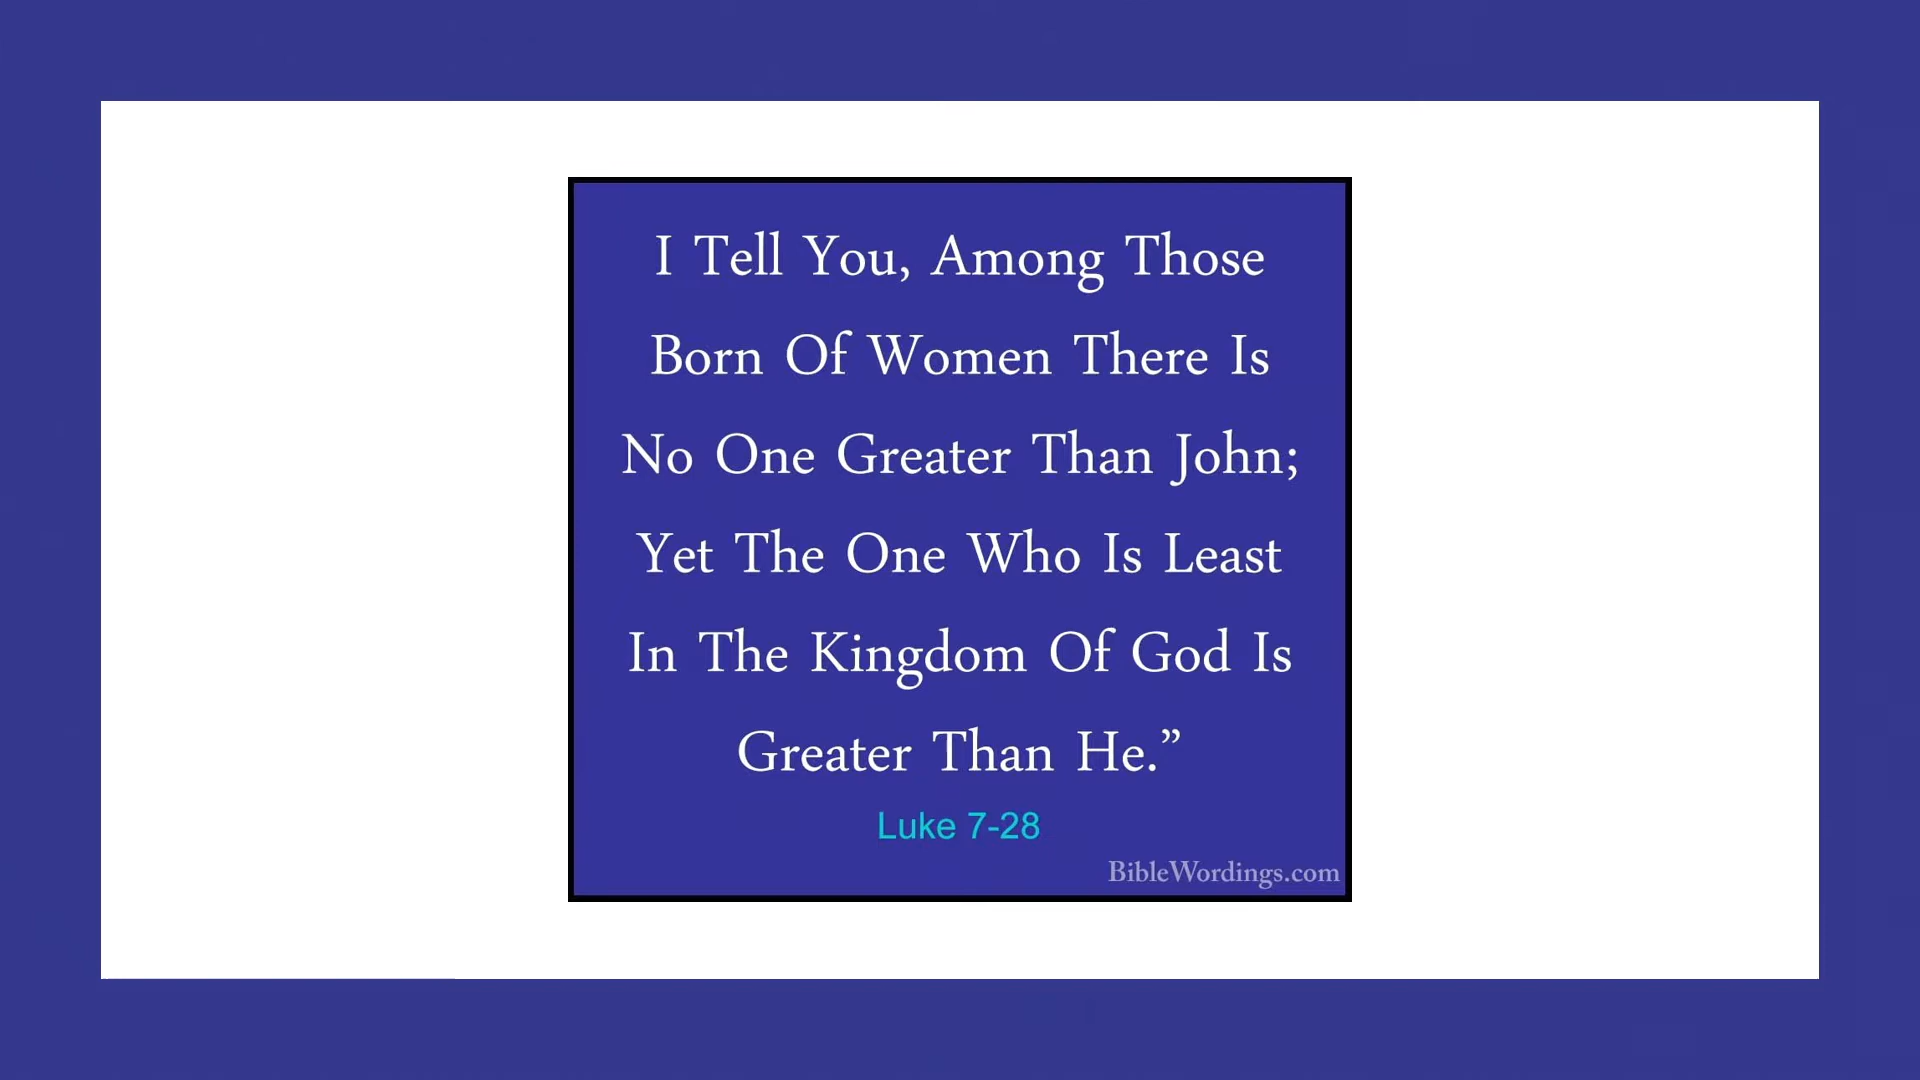 I Tell You, Among Those
Born Of Women There Is
No One Greater Than John;
Yet The One Who Is Least
In The Kingdom Of God Is
Greater Than He.”
Luke 7-28
BibleWordings.com